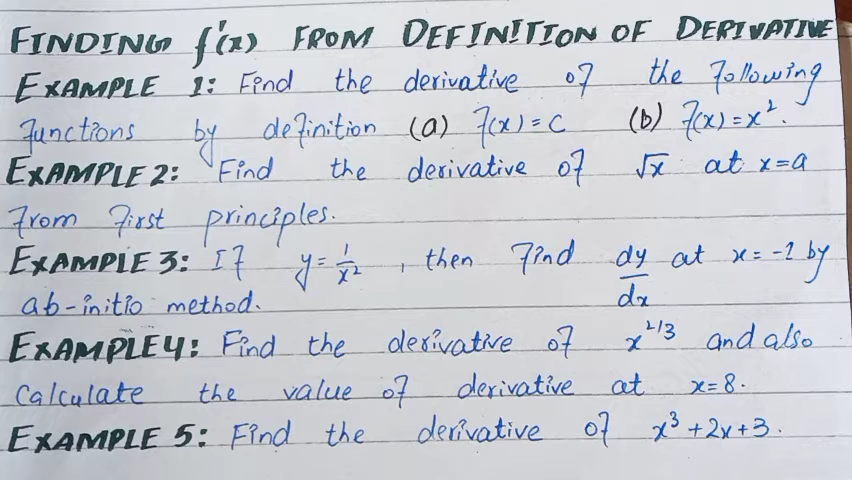 FINDING f'(x) FROM DEFINITION OF DERIVATIVE
EXAMPLE 1: Find the derivative of the following
functions by definition (a) f(x) = c (b) f(x) = x².
EXAMPLE 2: Find the derivative of √x at x = a
from first principles.
EXAMPLE 3: If y = 1/x², then find dy/dx at x = -1 by
ab-initio method.
EXAMPLE 4: Find the derivative of x^2/3 and also
calculate the value of derivative at x = 8.
EXAMPLE 5: Find the derivative of x³ + 2x + 3.